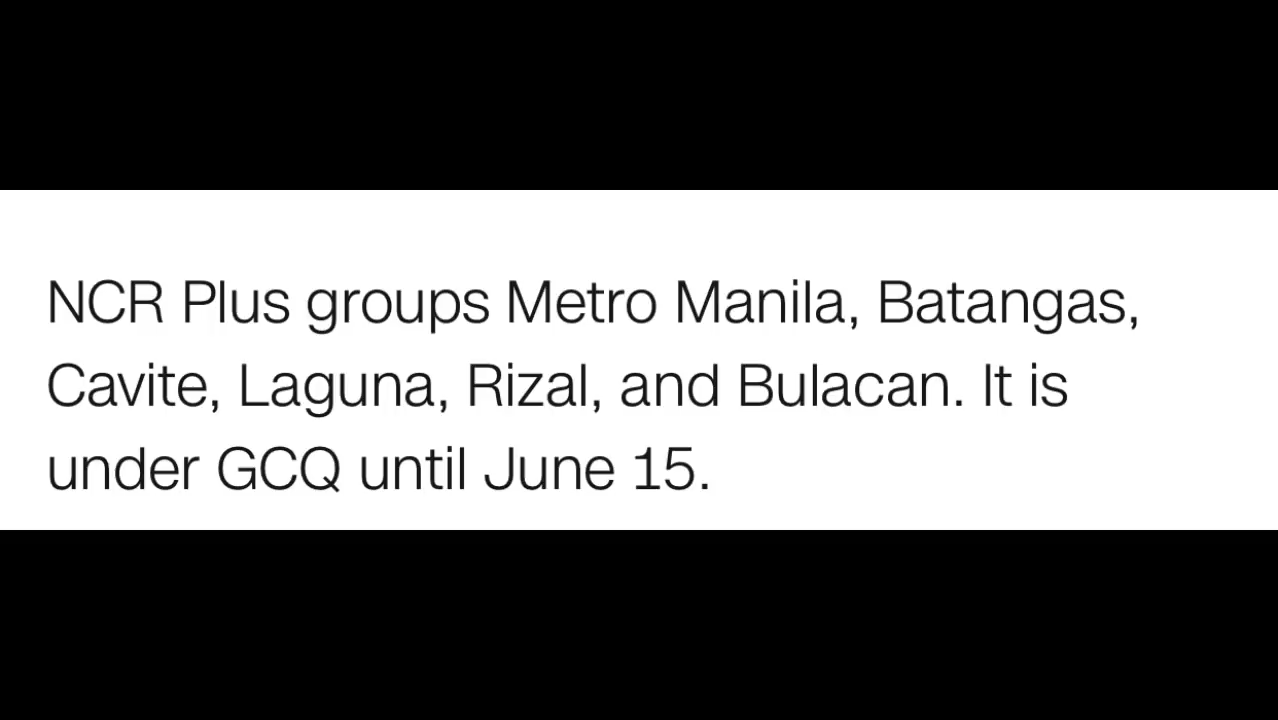 NCR Plus groups Metro Manila, Batangas,
Cavite, Laguna, Rizal, and Bulacan. It is
under GCQ until June 15.